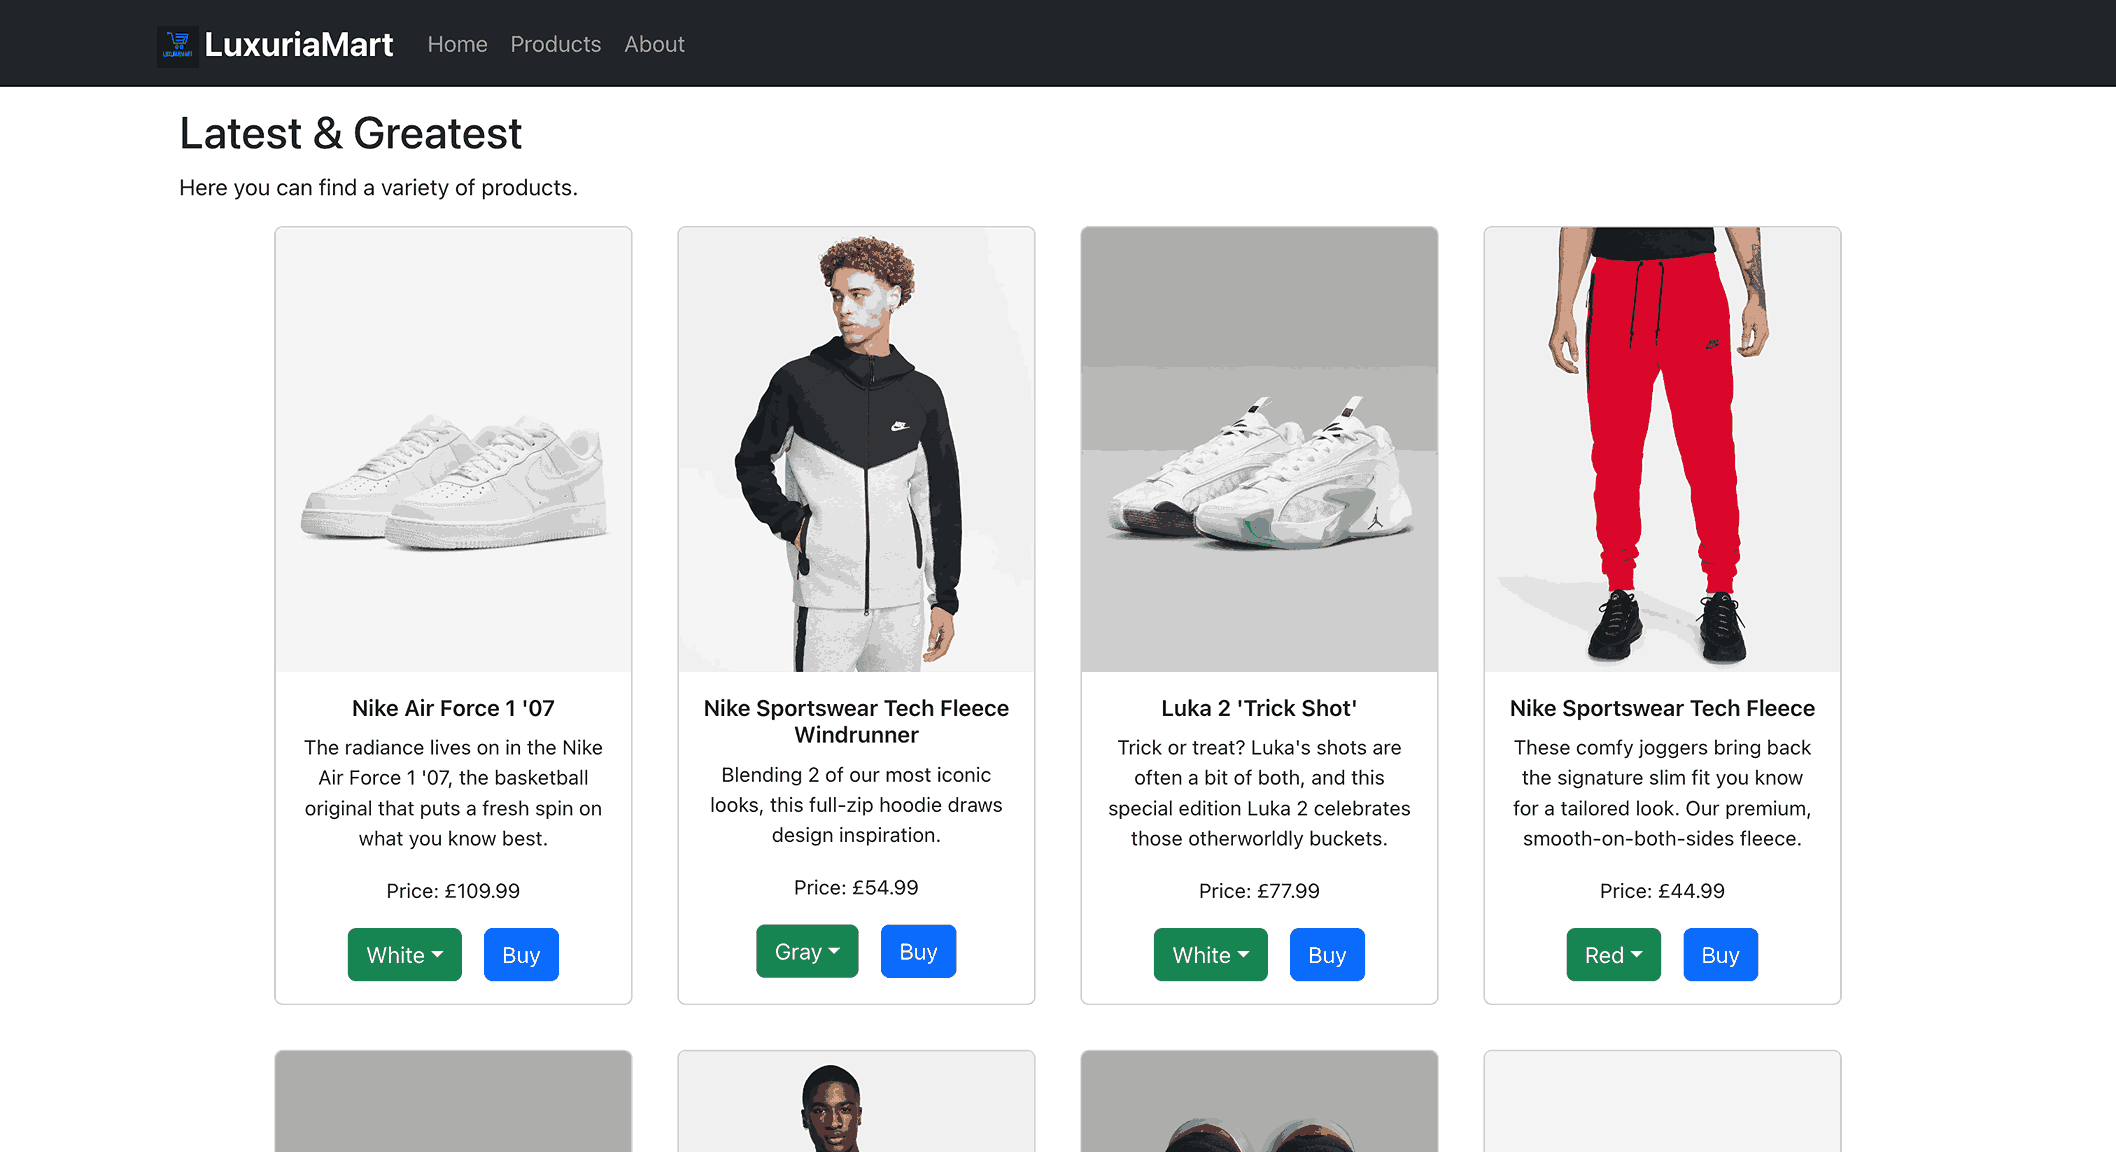 LuxuriaMart Home Products About
Latest & Greatest
Here you can find a variety of products.
Nike Air Force 1 '07
The radiance lives on in the Nike
Air Force 1 '07, the basketball
original that puts a fresh spin on
what you know best.
Price: £109.99
White Buy
Nike Sportswear Tech Fleece
Windrunner
Blending 2 of our most iconic
looks, this full-zip hoodie draws
design inspiration.
Price: £54.99
Gray Buy
Luka 2 'Trick Shot'
Trick or treat? Luka's shots are
often a bit of both, and this
special edition Luka 2 celebrates
those otherworldly buckets.
Price: £77.99
White Buy
Nike Sportswear Tech Fleece
These comfy joggers bring back
the signature slim fit you know
for a tailored look. Our premium,
smooth-on-both-sides fleece.
Price: £44.99
Red Buy